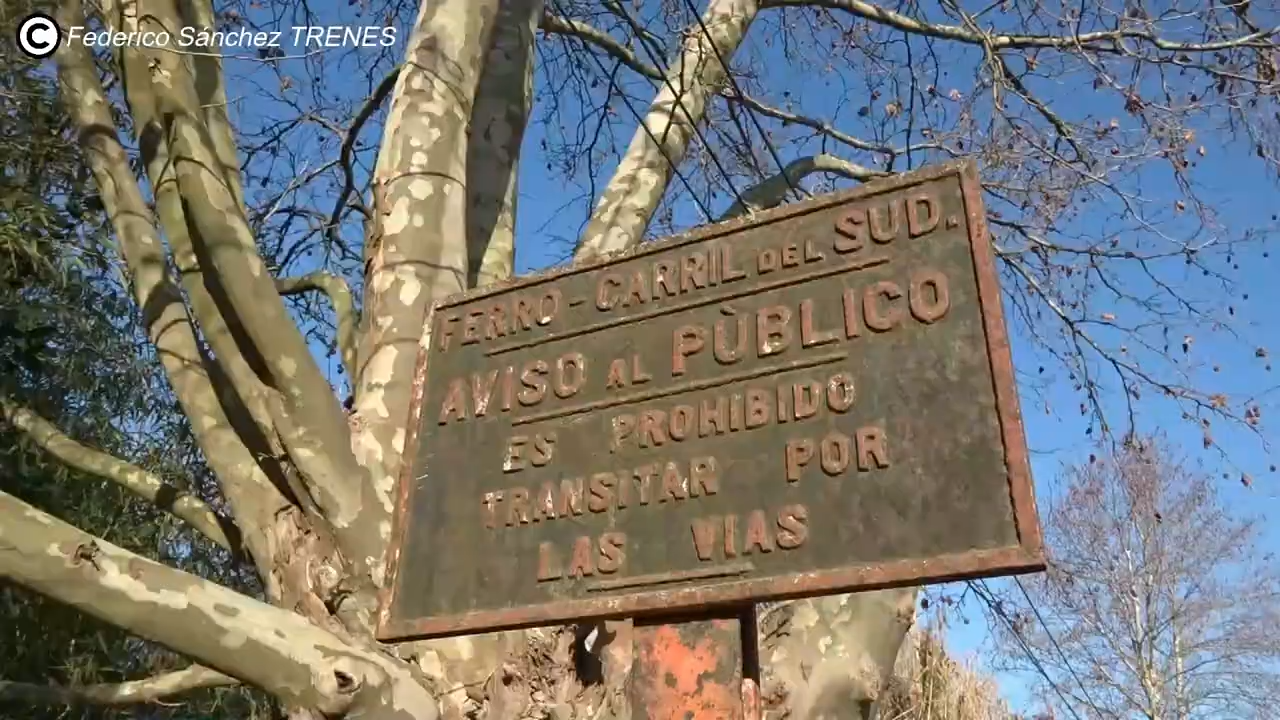 © Federico Sánchez TRENES
FERRO-CARRIL DEL SUD.
AVISO AL PÙBLICO
ES PROHIBIDO
TRANSITAR POR
LAS VIAS